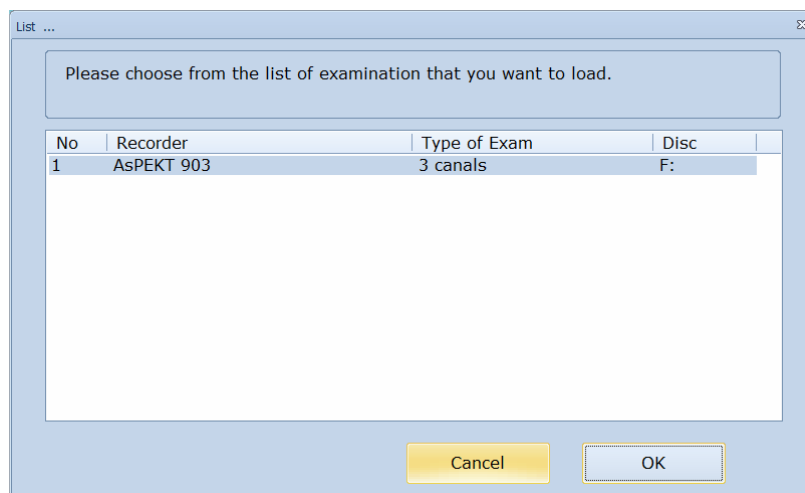 List ...
Please choose from the list of examination that you want to load.
No Recorder Type of Exam Disc
1 AsPEKT 903 3 canals F:
Cancel OK